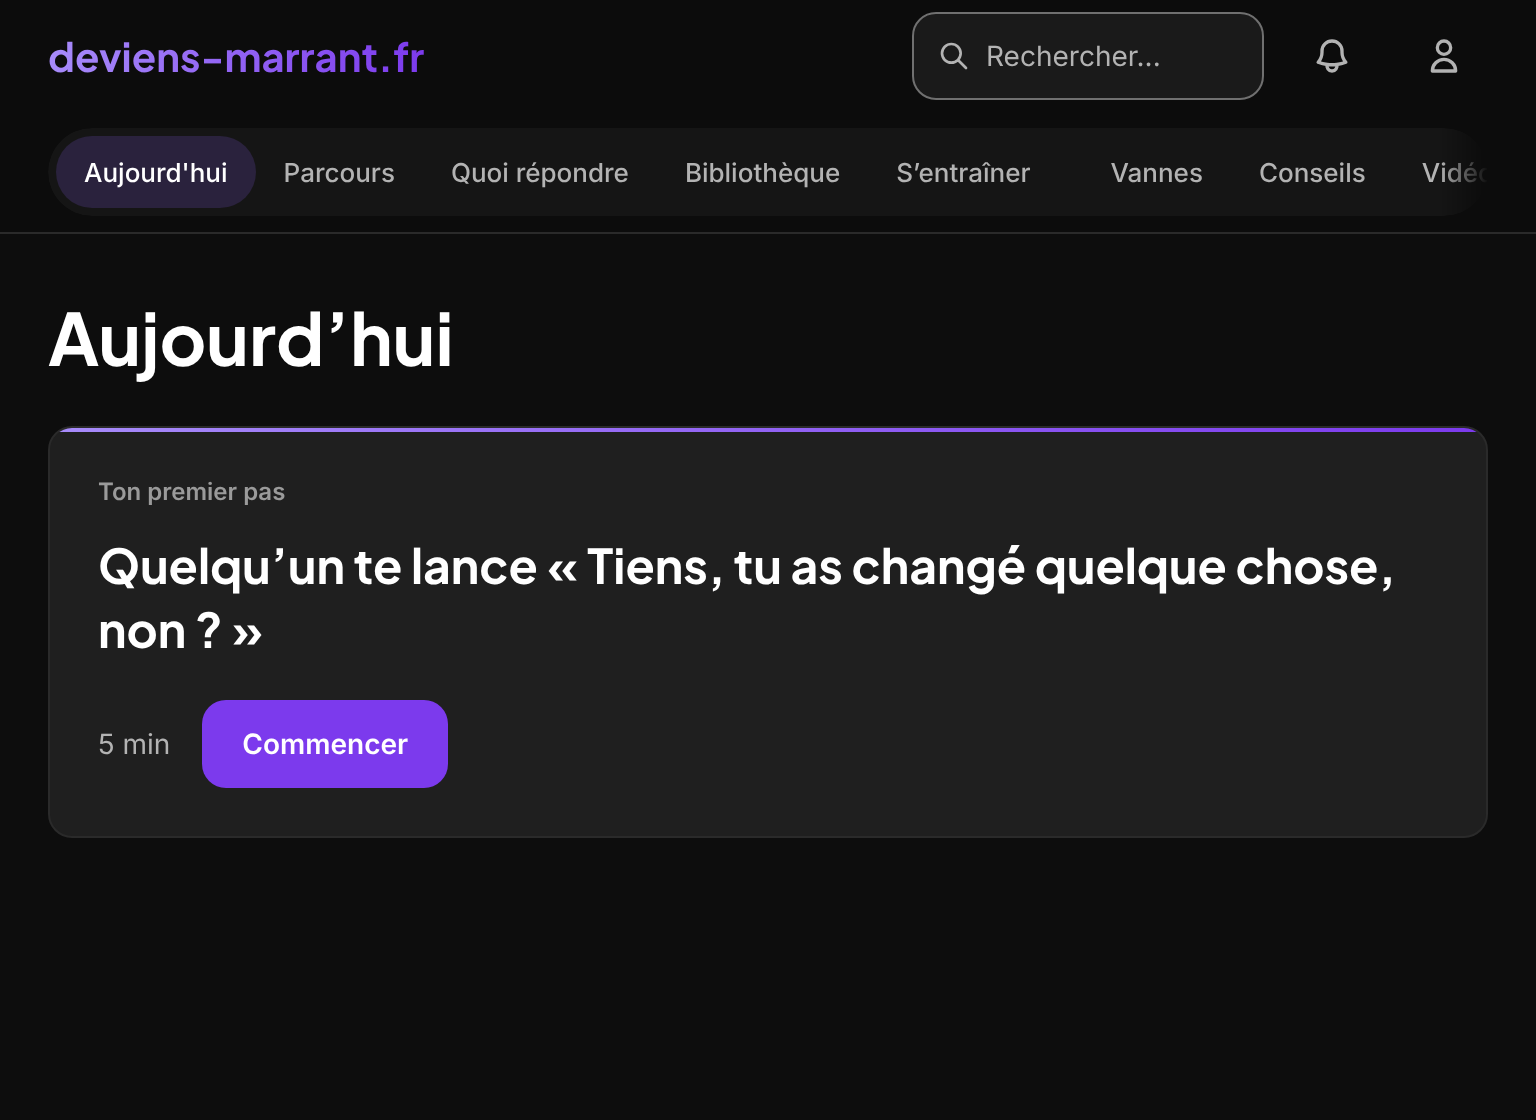 deviens-marrant.fr
Rechercher...
Aujourd'hui Parcours Quoi répondre Bibliothèque S’entraîner Vannes Conseils
Aujourd’hui
Ton premier pas
Quelqu’un te lance « Tiens, tu as changé quelque chose,
non ? »
5 min Commencer